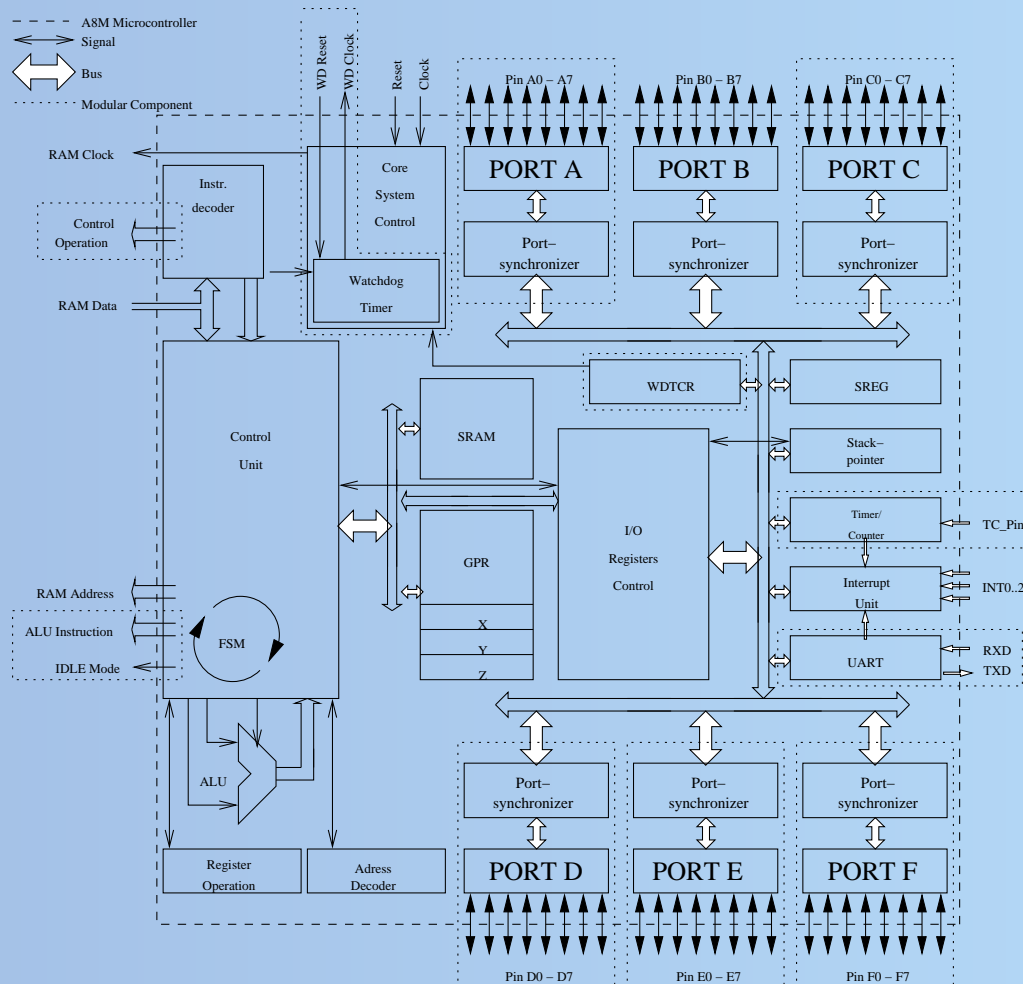 A8M Microcontroller
Signal
Bus
Modular Component
WD Reset
WD Clock
Reset
Clock
Pin A0 – A7
Pin B0 – B7
Pin C0 – C7
RAM Clock
Instr.
decoder
Core
System
Control
PORT A
PORT B
PORT C
Control
Operation
Port–
synchronizer
Port–
synchronizer
Port–
synchronizer
Watchdog
Timer
RAM Data
WDTCR
SREG
Control
Unit
SRAM
Stack–
pointer
Timer/
Counter
TC_Pin
I/O
Registers
Control
GPR
X
Y
Z
Interrupt
Unit
INT0..2
RAM Address
ALU Instruction
IDLE Mode
FSM
UART
RXD
TXD
ALU
Port–
synchronizer
Port–
synchronizer
Port–
synchronizer
Register
Operation
Adress
Decoder
PORT D
PORT E
PORT F
Pin D0 – D7
Pin E0 – E7
Pin F0 – F7